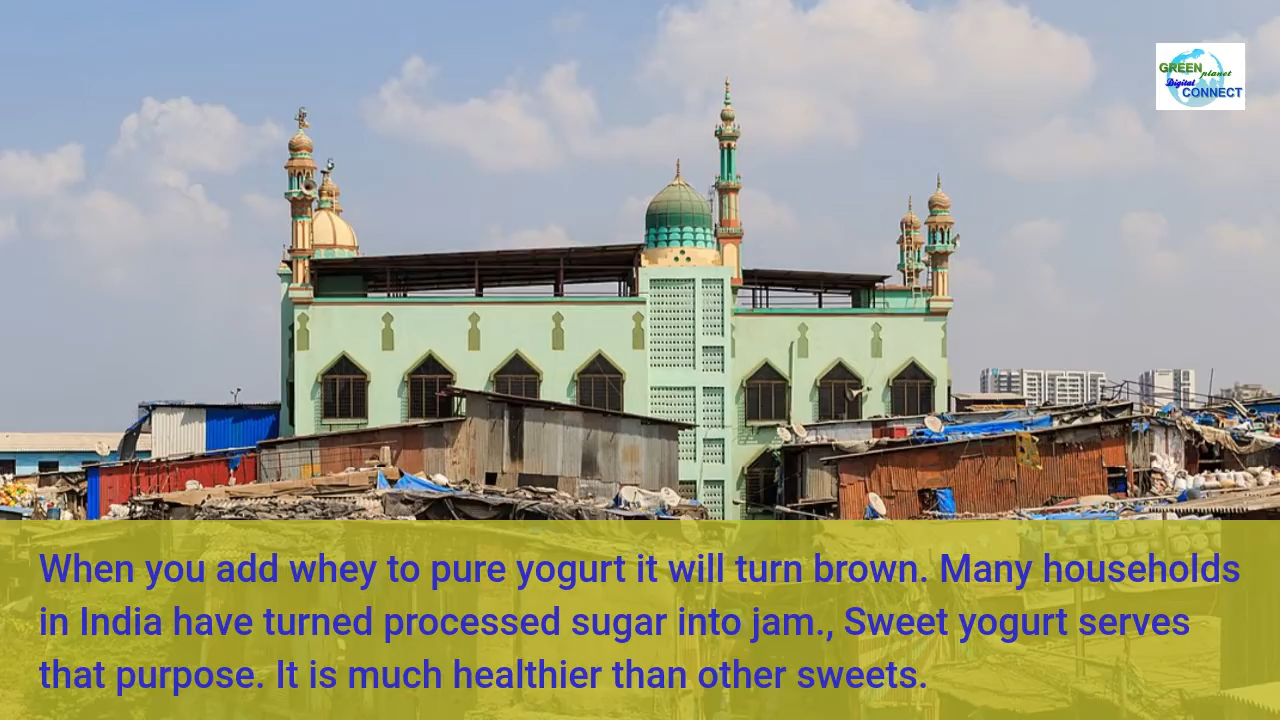 GREEN
planet
Digital
CONNECT
When you add whey to pure yogurt it will turn brown. Many households
in India have turned processed sugar into jam., Sweet yogurt serves
that purpose. It is much healthier than other sweets.